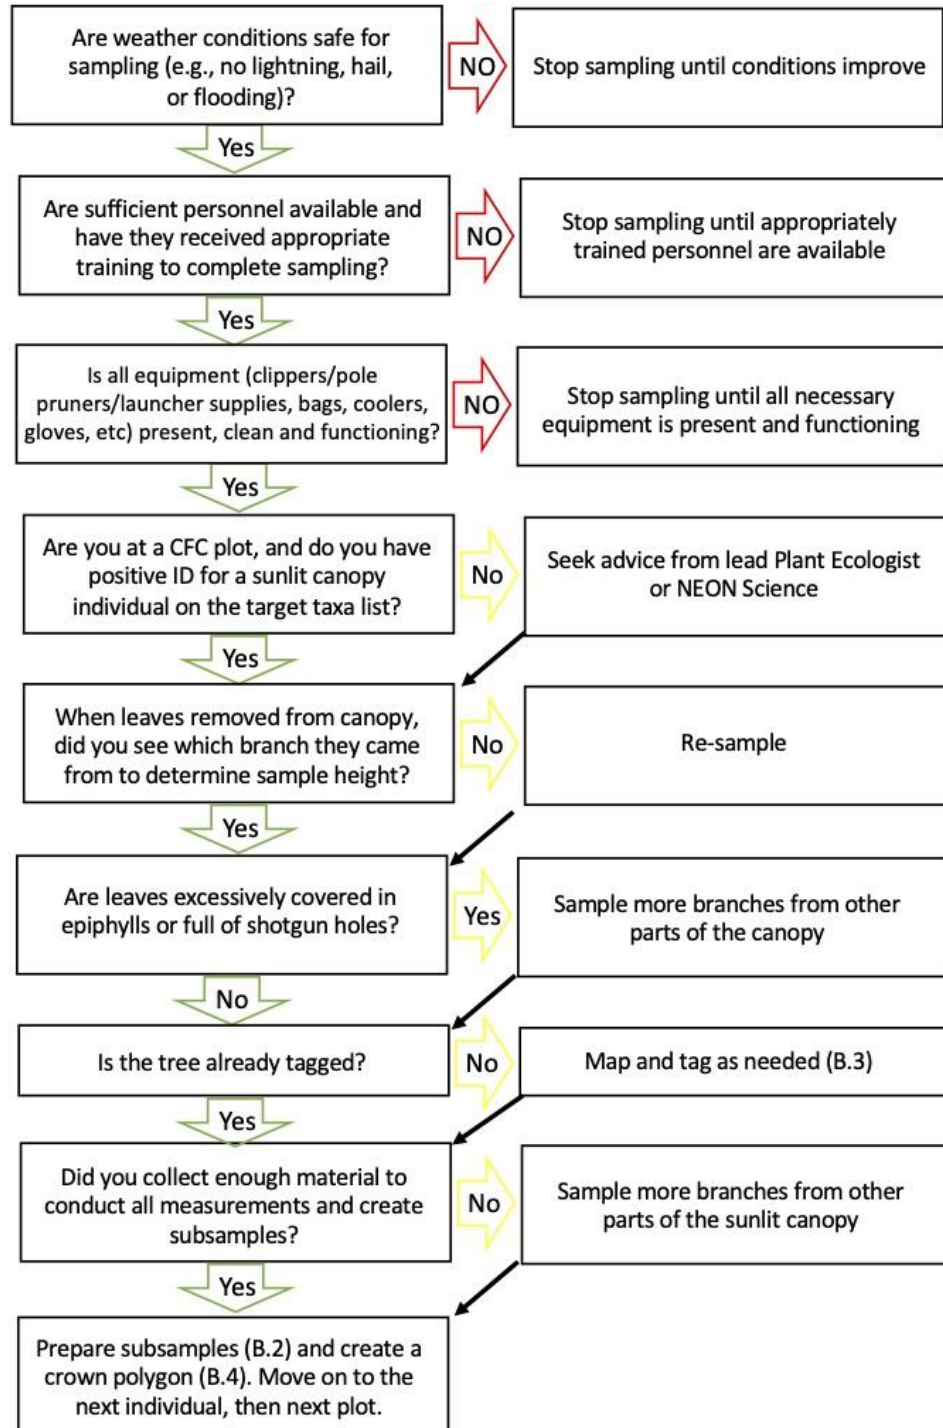 Are weather conditions safe for
sampling (e.g., no lightning, hail,
or flooding)?
NO
Stop sampling until conditions improve
Yes
Are sufficient personnel available and
have they received appropriate
training to complete sampling?
NO
Stop sampling until appropriately
trained personnel are available
Yes
Is all equipment (clippers/pole
pruners/launcher supplies, bags, coolers,
gloves, etc) present, clean and functioning?
NO
Stop sampling until all necessary
equipment is present and functioning
Yes
Are you at a CFC plot, and do you have
positive ID for a sunlit canopy
individual on the target taxa list?
No
Seek advice from lead Plant Ecologist
or NEON Science
Yes
When leaves removed from canopy,
did you see which branch they came
from to determine sample height?
No
Re-sample
Yes
Are leaves excessively covered in
epiphylls or full of shotgun holes?
Yes
Sample more branches from other
parts of the canopy
No
Is the tree already tagged?
No
Map and tag as needed (B.3)
Yes
Did you collect enough material to
conduct all measurements and create
subsamples?
No
Sample more branches from other
parts of the sunlit canopy
Yes
Prepare subsamples (B.2) and create a
crown polygon (B.4). Move on to the
next individual, then next plot.